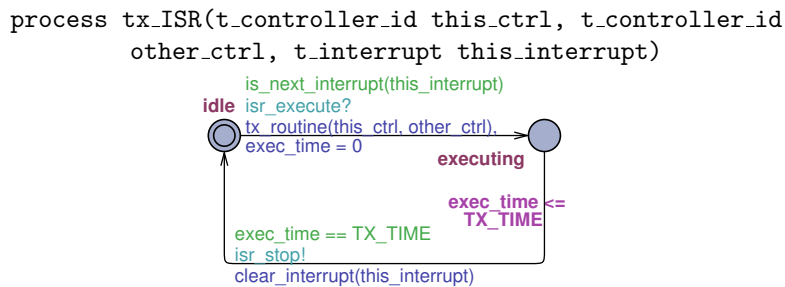 process tx_ISR(t_controller_id this_ctrl, t_controller_id
other_ctrl, t_interrupt this_interrupt)
is_next_interrupt(this_interrupt)
idle isr_execute?
tx_routine(this_ctrl, other_ctrl),
exec_time = 0
executing
exec_time <=
TX_TIME
exec_time == TX_TIME
isr_stop!
clear_interrupt(this_interrupt)